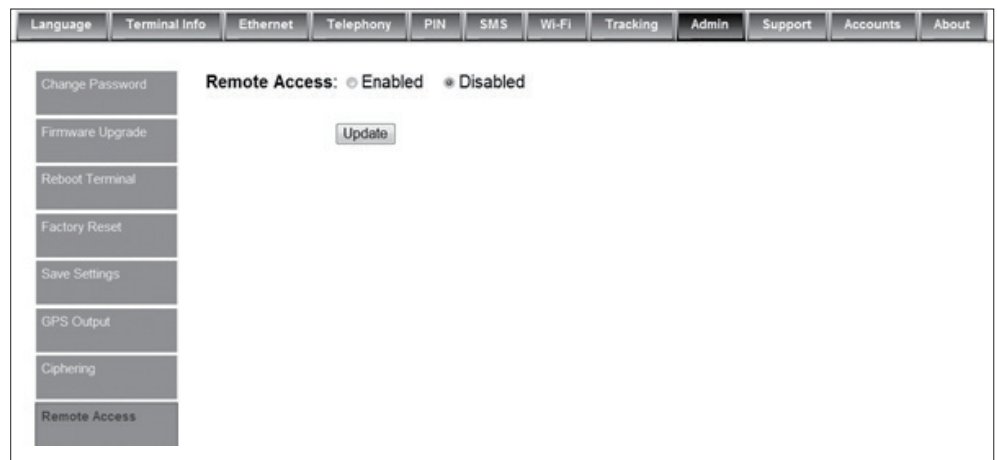 Language Terminal Info Ethernet Telephony PIN SMS Wi-Fi Tracking Admin Support Accounts About
Change Password
Remote Access: Enabled Disabled
Firmware Upgrade
Update
Reboot Terminal
Factory Reset
Save Settings
GPS Output
Ciphering
Remote Access